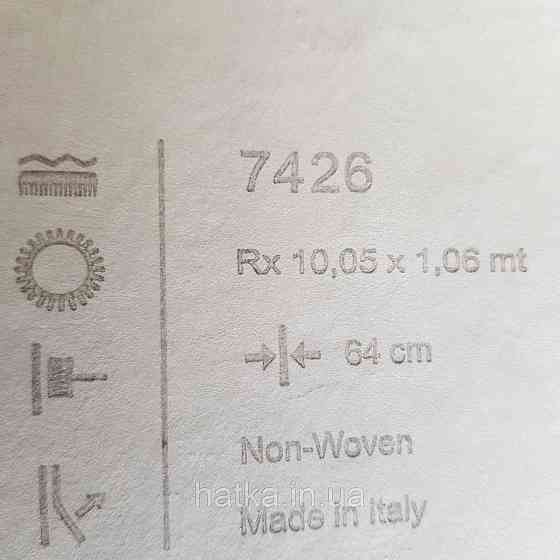 7426
Rx 10,05 x 1,06 mt
64 cm
Non-Woven
hatka.in.ua
Made in Italy